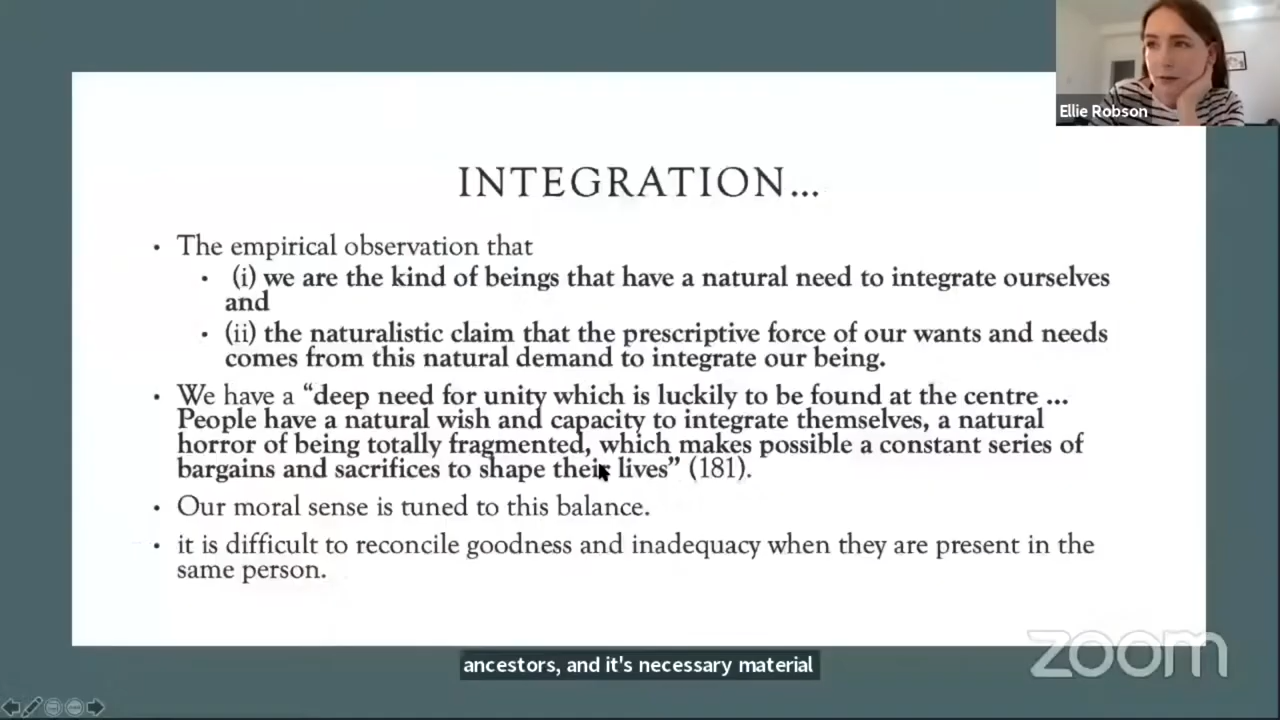 Ellie Robson
INTEGRATION...
• The empirical observation that
• (i) we are the kind of beings that have a natural need to integrate ourselves
and
• (ii) the naturalistic claim that the prescriptive force of our wants and needs
comes from this natural demand to integrate our being.
• We have a “deep need for unity which is luckily to be found at the centre ...
People have a natural wish and capacity to integrate themselves, a natural
horror of being totally fragmented, which makes possible a constant series of
bargains and sacrifices to shape their lives” (181).
• Our moral sense is tuned to this balance.
• it is difficult to reconcile goodness and inadequacy when they are present in the
same person.
zoom
ancestors, and it's necessary material